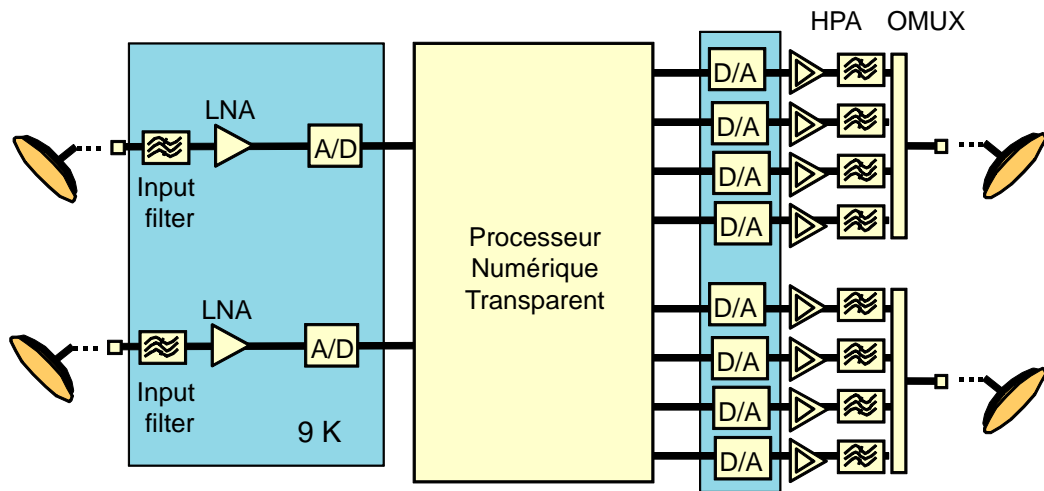 HPA OMUX
D/A
LNA
D/A
A/D
D/A
Input
filter
D/A
Processeur
Numérique
Transparent
LNA
D/A
D/A
A/D
Input
filter
D/A
9 K
D/A